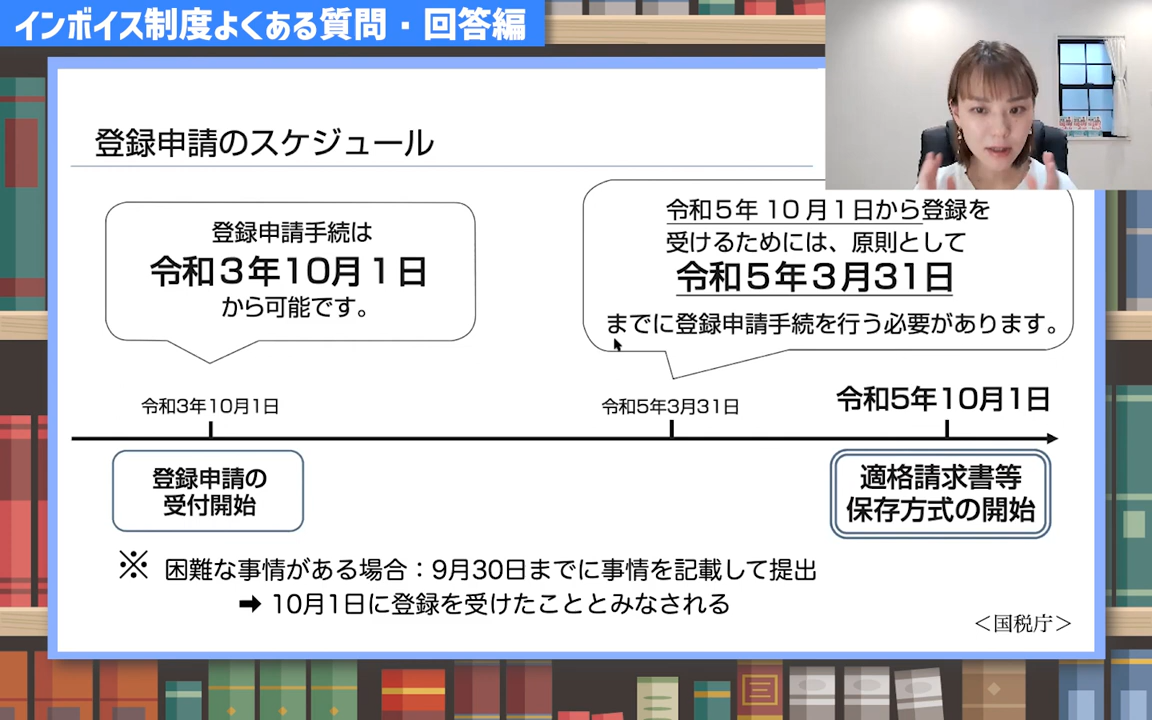 インボイス制度よくある質問・回答編
登録申請のスケジュール
登録申請手続は
令和３年10月１日
から可能です。
令和５年10月１日から登録を
受けるためには、原則として
令和５年３月31日
までに登録申請手続を行う必要があります。
令和3年10月1日
令和5年3月31日
令和5年10月1日
登録申請の
受付開始
適格請求書等
保存方式の開始
※ 困難な事情がある場合：9月30日までに事情を記載して提出
➡ 10月1日に登録を受けたこととみなされる
＜国税庁＞